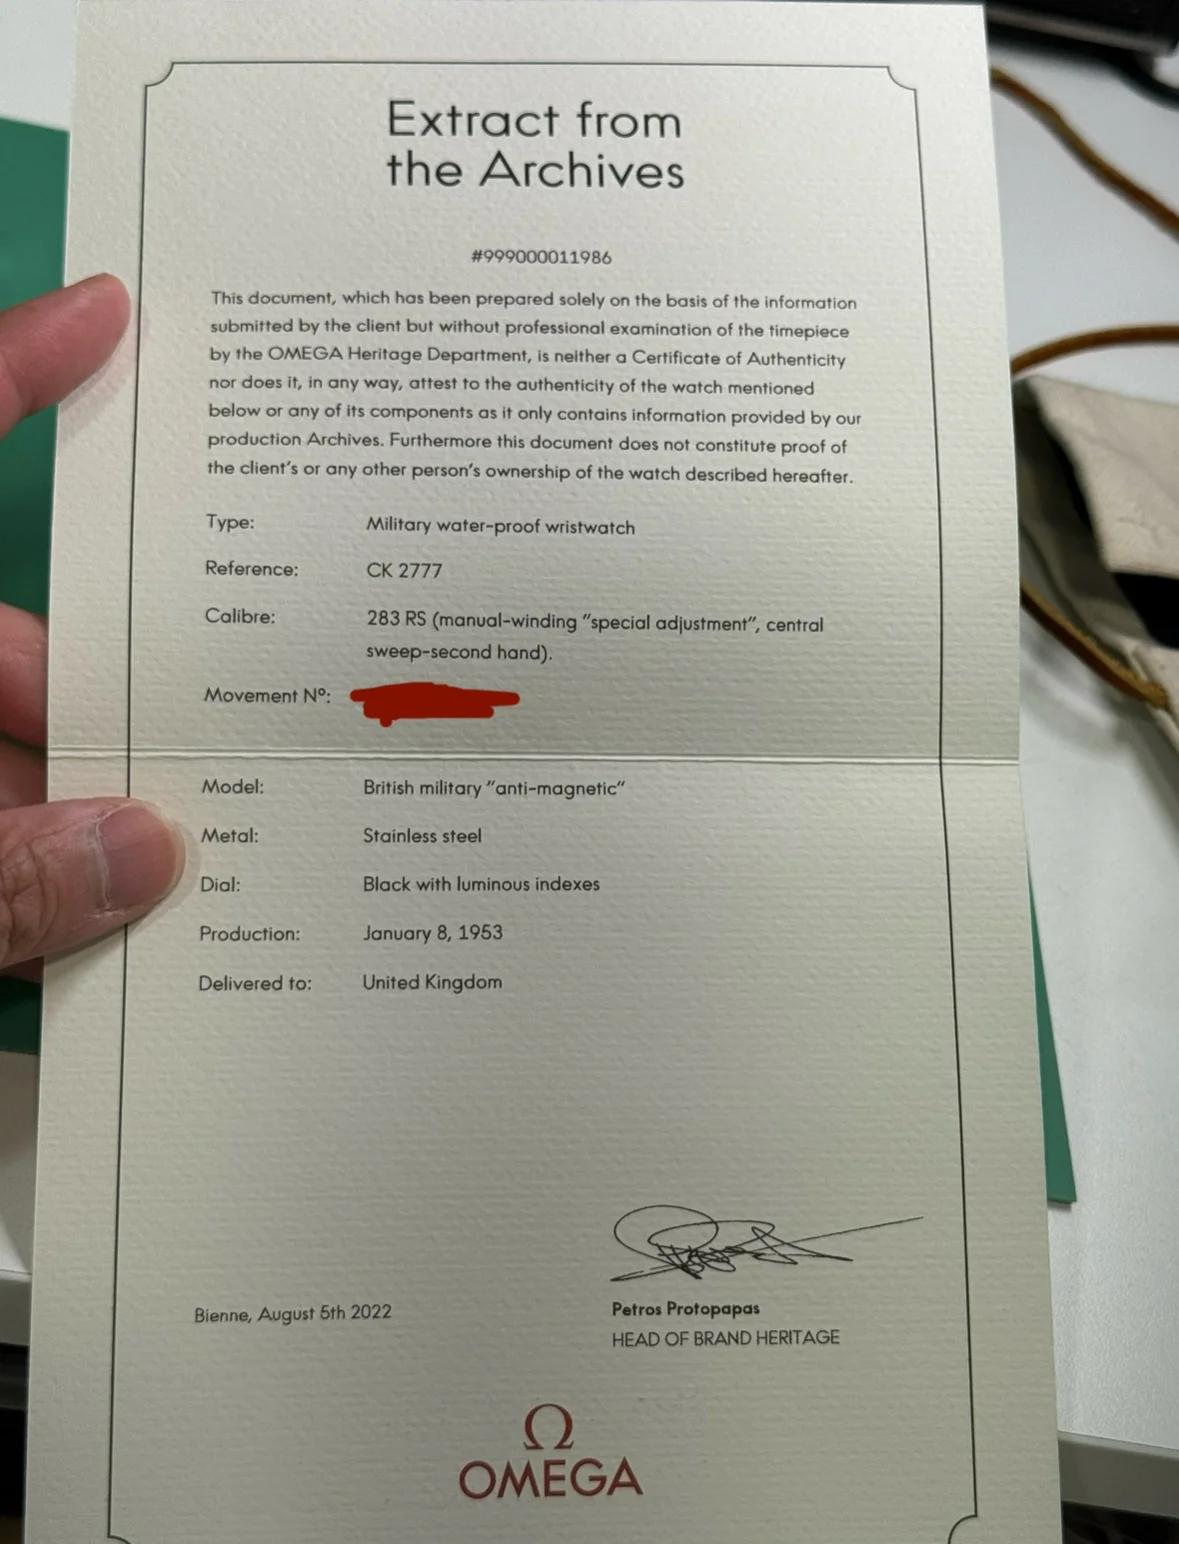 Extract from
the Archives
#999000011986
This document, which has been prepared solely on the basis of the information
submitted by the client but without professional examination of the timepiece
by the OMEGA Heritage Department, is neither a Certificate of Authenticity
nor does it, in any way, attest to the authenticity of the watch mentioned
below or any of its components as it only contains information provided by our
production Archives. Furthermore this document does not constitute proof of
the client's or any other person's ownership of the watch described hereafter.
Type: Military water-proof wristwatch
Reference: CK 2777
Calibre: 283 RS (manual-winding "special adjustment", central
sweep-second hand).
Movement Nº:
Model: British military "anti-magnetic"
Metal: Stainless steel
Dial: Black with luminous indexes
Production: January 8, 1953
Delivered to: United Kingdom
Bienne, August 5th 2022
Petros Protopapas
HEAD OF BRAND HERITAGE
Ω
OMEGA